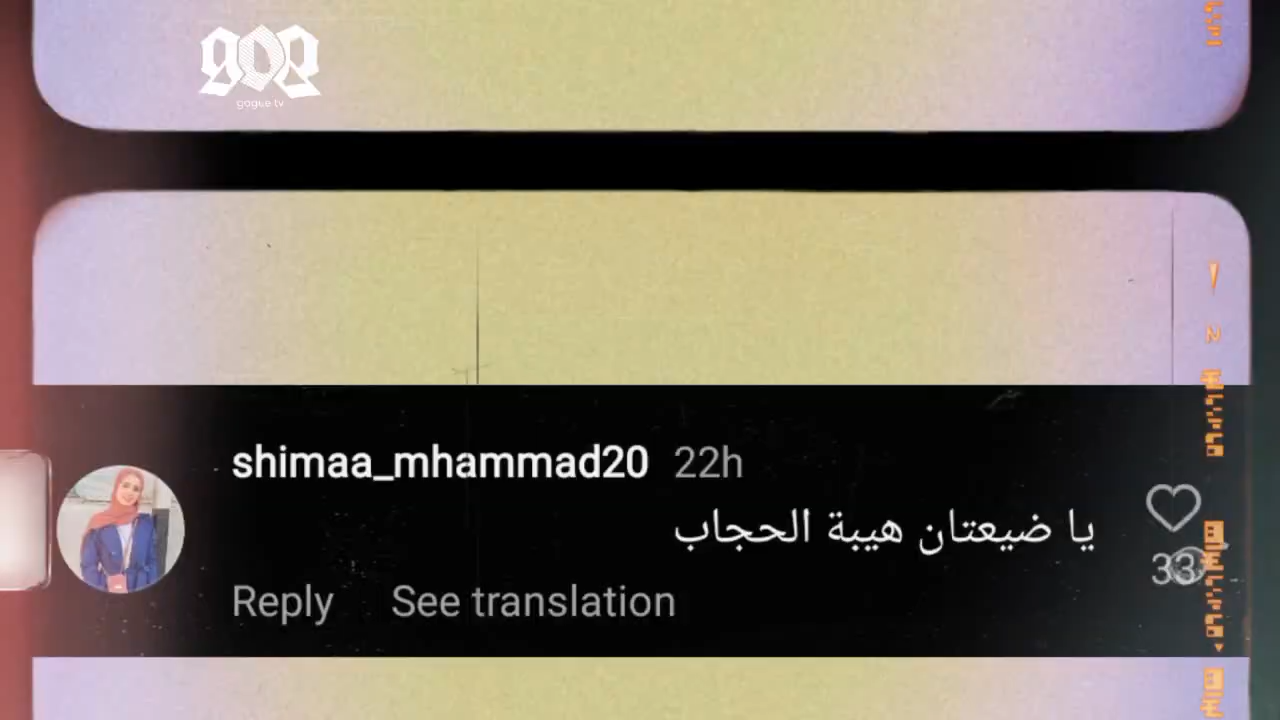 gogue tv
shimaa_mhammad20 22h
يا ضيعتان هيبة الحجاب
33
Reply See translation